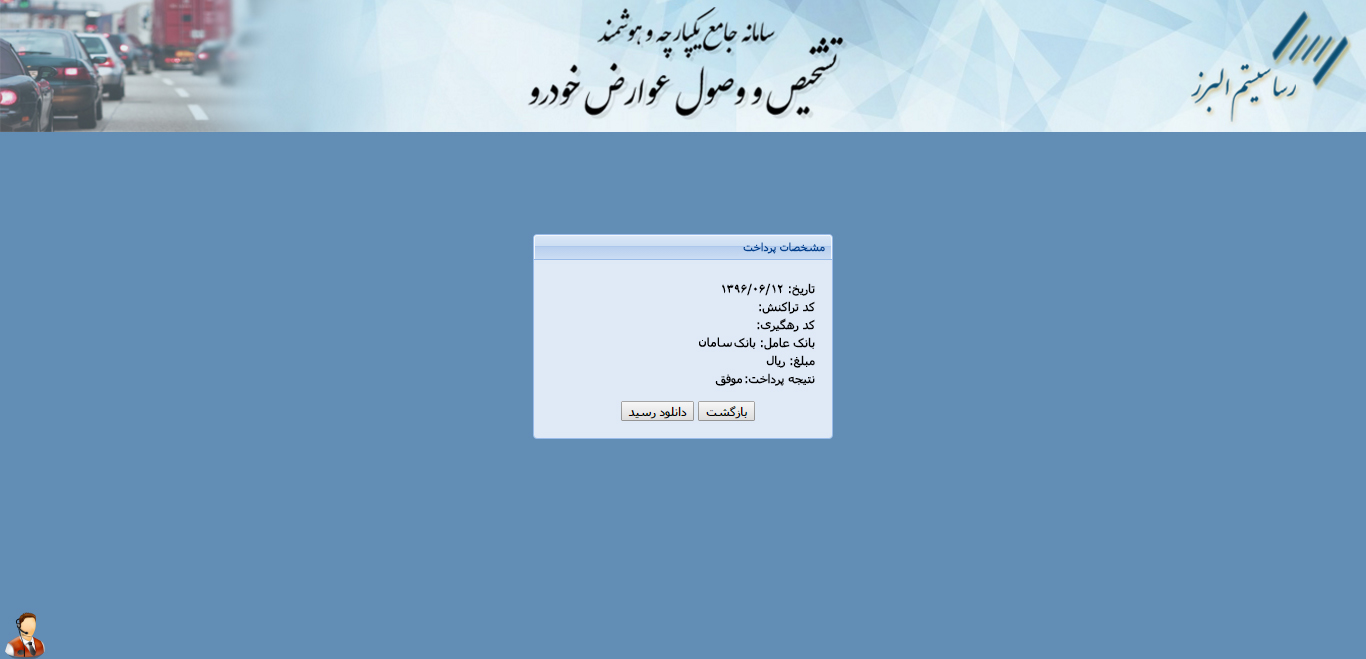 سامانه جامع یکپارچه و هوشمند
تشخیص و وصول عوارض خودرو
رسا سیستم البرز
مشخصات پرداخت
تاریخ: ۱۳۹۶/۰۶/۱۲
کد تراکنش:
کد رهگیری:
بانک عامل: بانک سامان
مبلغ: ریال
نتیجه پرداخت: موفق
بازگشت دانلود رسید